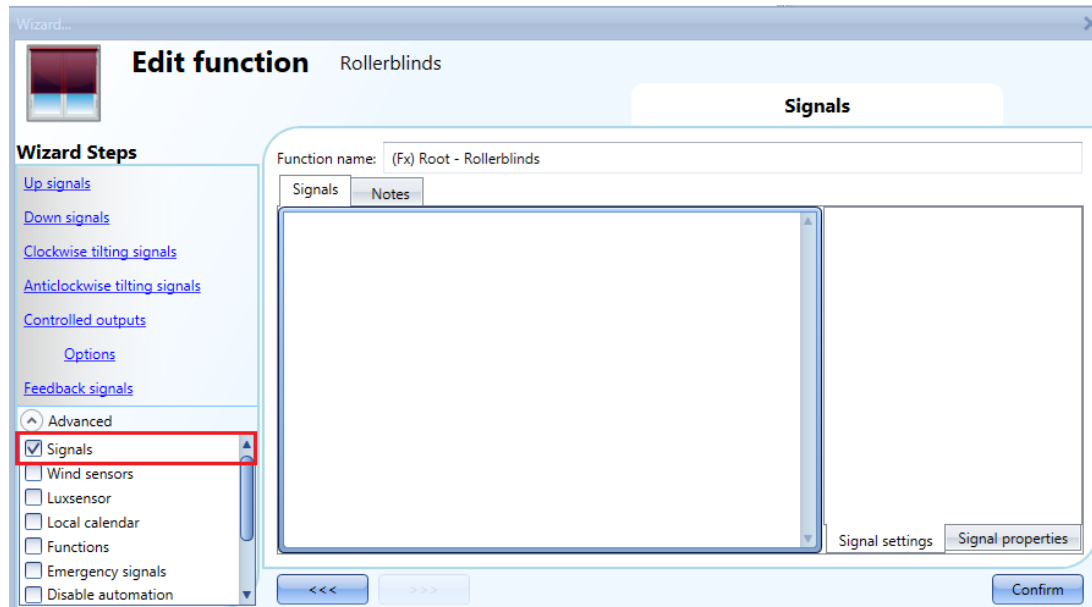 Wizard...
Edit function Rollerblinds
Signals
Wizard Steps
Up signals
Down signals
Clockwise tilting signals
Anticlockwise tilting signals
Controlled outputs
Options
Feedback signals
Advanced
Signals
Wind sensors
Luxsensor
Local calendar
Functions
Emergency signals
Disable automation
Function name: (Fx) Root - Rollerblinds
Signals Notes
Signal settings Signal properties
<<< >>> Confirm